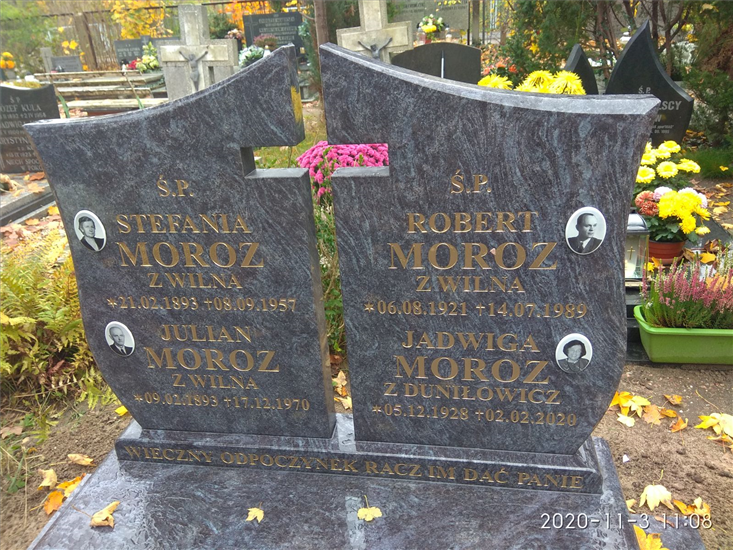 Ś.P.
STEFANIA
MOROZ
Z WILNA
*21.02.1893 +08.09.1957
JULIAN
MOROZ
Z WILNA
*09.02.1893 +17.12.1970
Ś.P.
ROBERT
MOROZ
Z WILNA
*06.08.1921 +14.07.1989
JADWIGA
MOROZ
Z DUNIŁOWICZ
*05.12.1928 +02.02.2020
WIECZNY ODPOCZYNEK RACZ IM DAĆ PANIE
Ś.P.
KUŁA
Ś.P.
2020-11-3 11:08